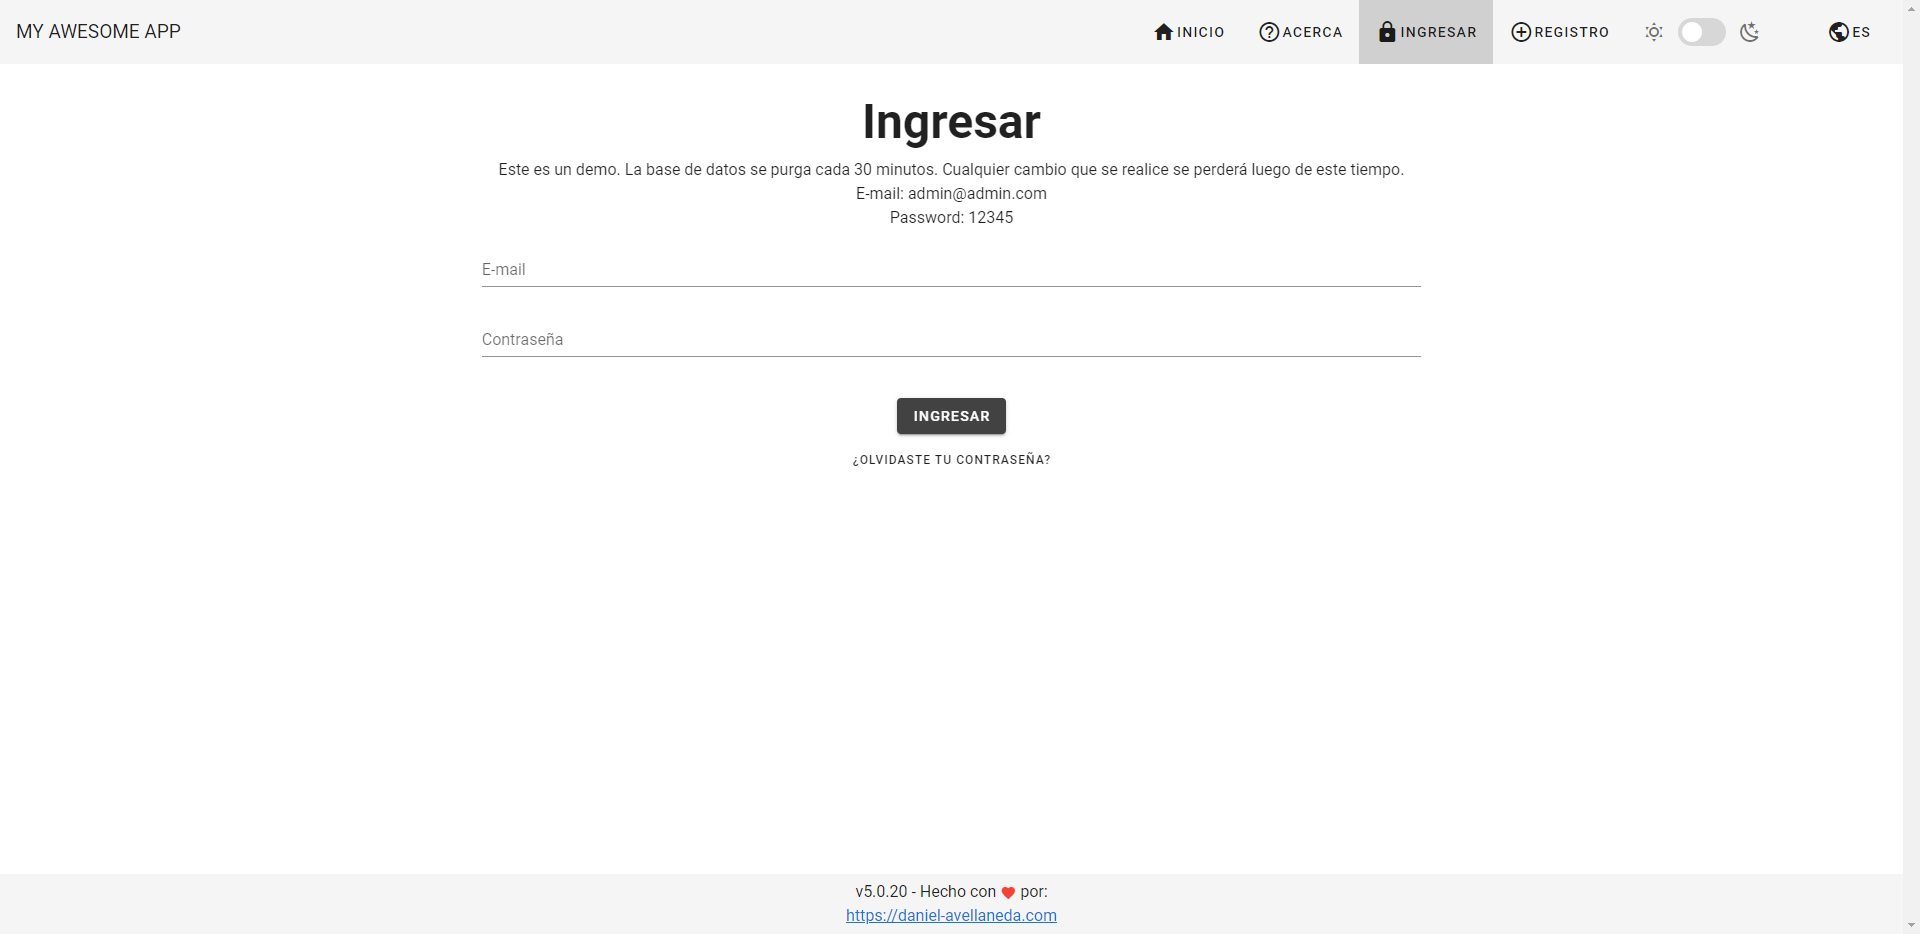 MY AWESOME APP
INICIO
ACERCA
INGRESAR
REGISTRO
ES
Ingresar
Este es un demo. La base de datos se purga cada 30 minutos. Cualquier cambio que se realice se perderá luego de este tiempo.
E-mail: admin@admin.com
Password: 12345
E-mail
Contraseña
INGRESAR
¿OLVIDASTE TU CONTRASEÑA?
v5.0.20 - Hecho con ❤ por:
https://daniel-avellaneda.com